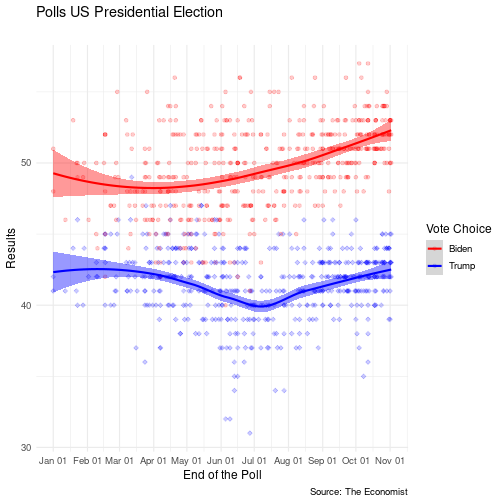 Polls US Presidential Election
Results
50
40
30
Jan 01 Feb 01 Mar 01 Apr 01 May 01 Jun 01 Jul 01 Aug 01 Sep 01 Oct 01 Nov 01
End of the Poll
Vote Choice
Biden
Trump
Source: The Economist